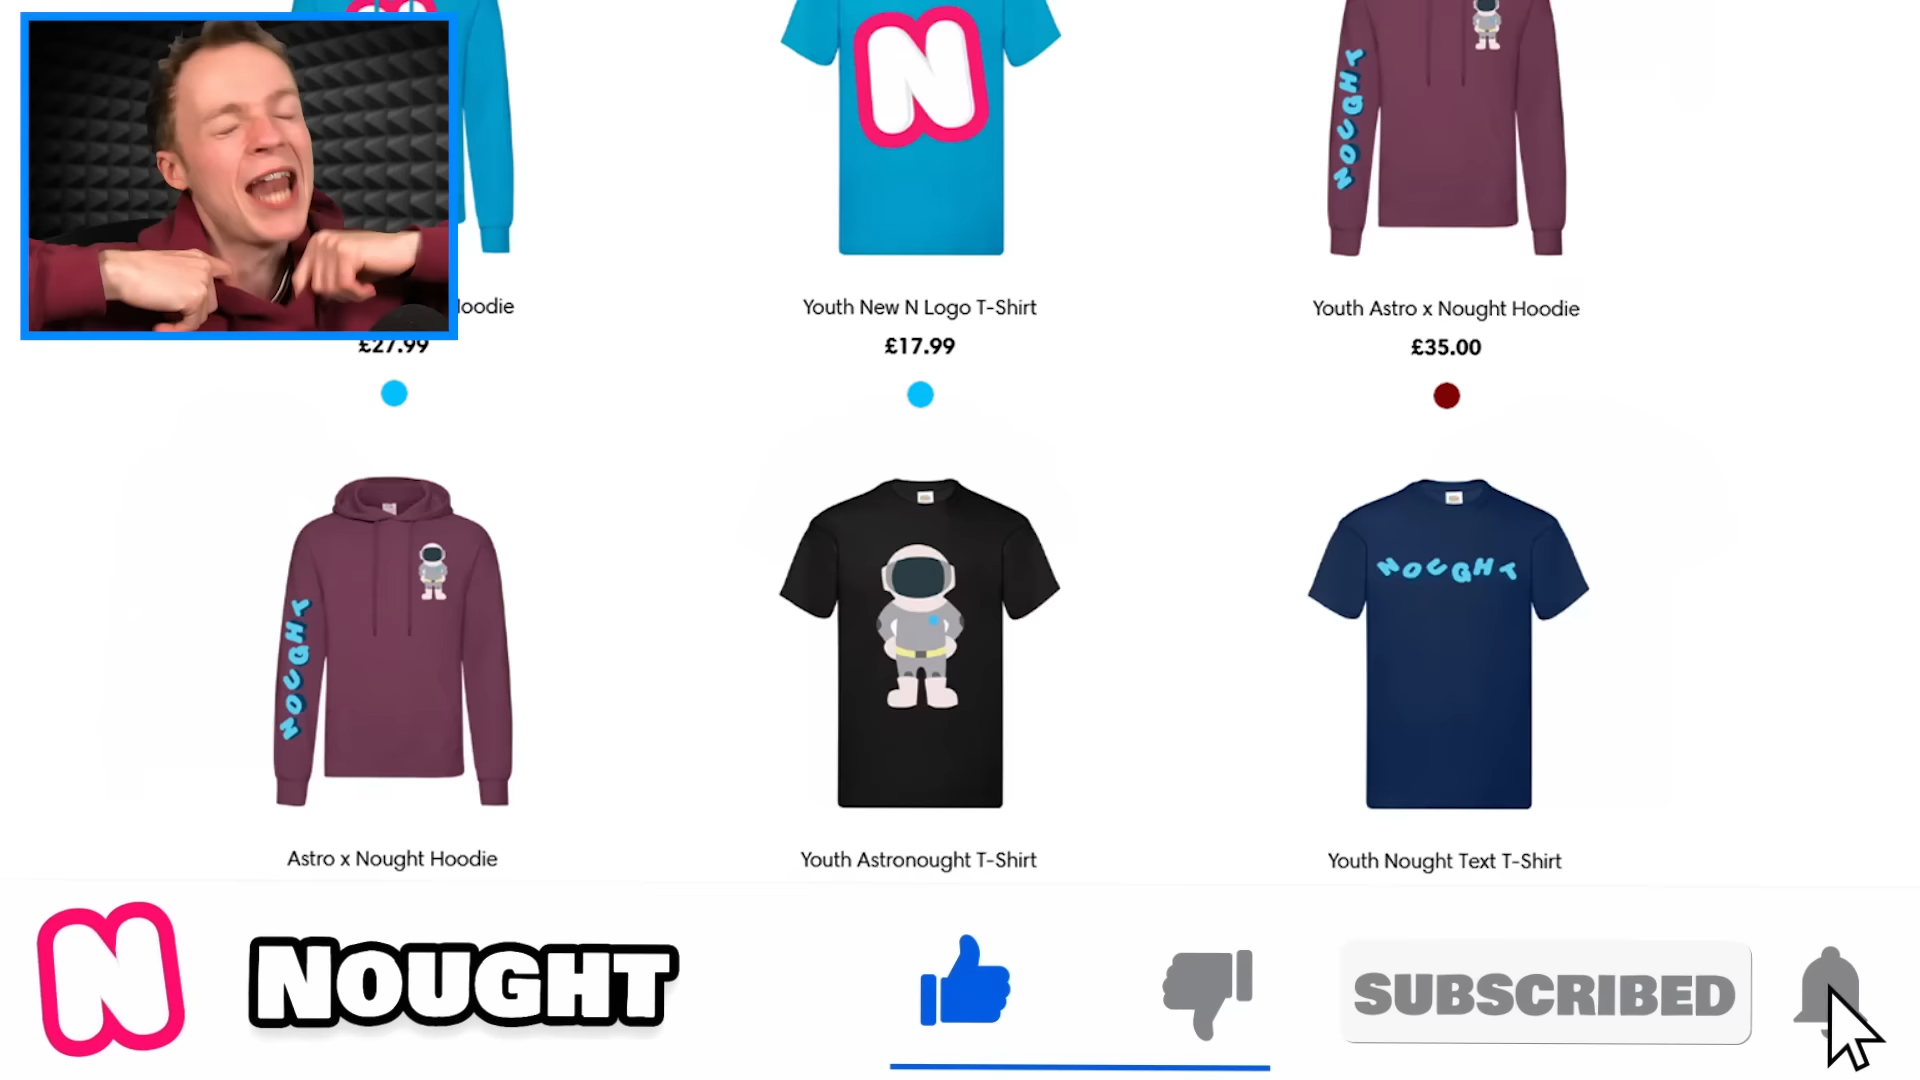 N
NOUGHT
Hoodie
Youth New N Logo T-Shirt
Youth Astro x Nought Hoodie
£27.99
£17.99
£35.00
NOUGHT
NOUGHT
Astro x Nought Hoodie
Youth Astronought T-Shirt
Youth Nought Text T-Shirt
N
NOUGHT
SUBSCRIBED